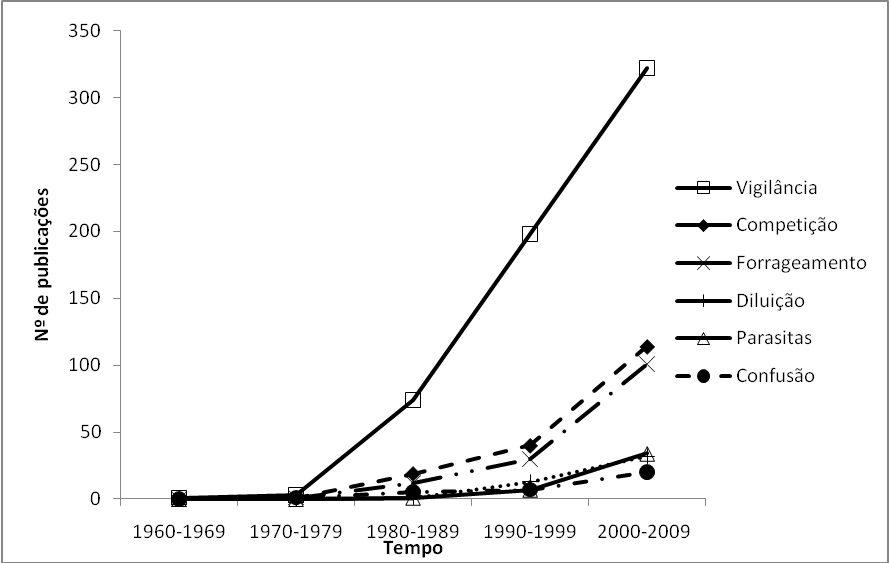 350
300
250
200
150
100
50
0
Nº de publicações
1960-1969 1970-1979 1980-1989 1990-1999 2000-2009
Tempo
Vigilância
Competição
Forrageamento
Diluição
Parasitas
Confusão